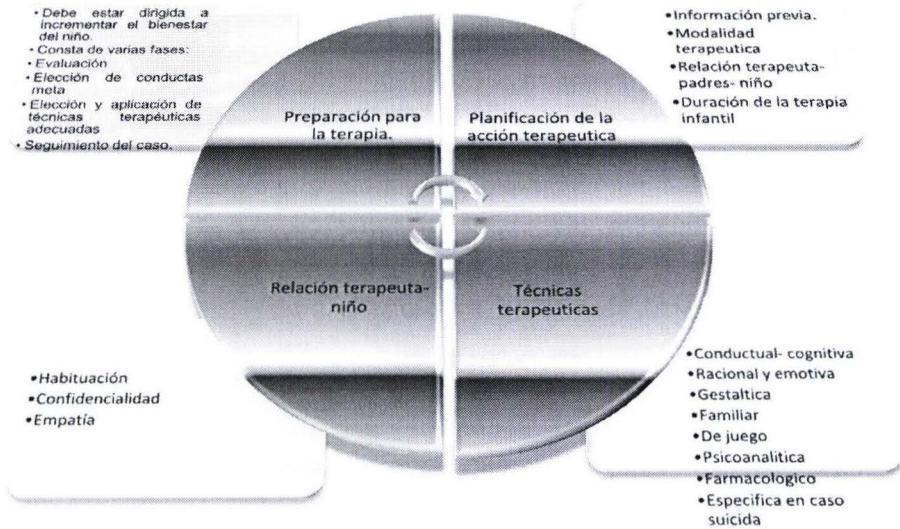 • Debe estar dirigida a
incrementar el bienestar
del niño.
• Consta de varias fases:
• Evaluación
• Elección de conductas
meta
• Elección y aplicación de
técnicas terapéuticas
adecuadas
• Seguimiento del caso.
•Información previa.
•Modalidad
terapeutica
•Relación terapeuta-
padres- niño
•Duración de la terapia
infantil
Preparación para
la terapia.
Planificación de la
acción terapeutica
Relación terapeuta-
niño
Técnicas
terapeuticas
•Habituación
•Confidencialidad
•Empatía
•Conductual- cognitiva
•Racional y emotiva
•Gestaltica
•Familiar
•De juego
•Psicoanalitica
•Farmacologico
•Especifica en caso
suicida